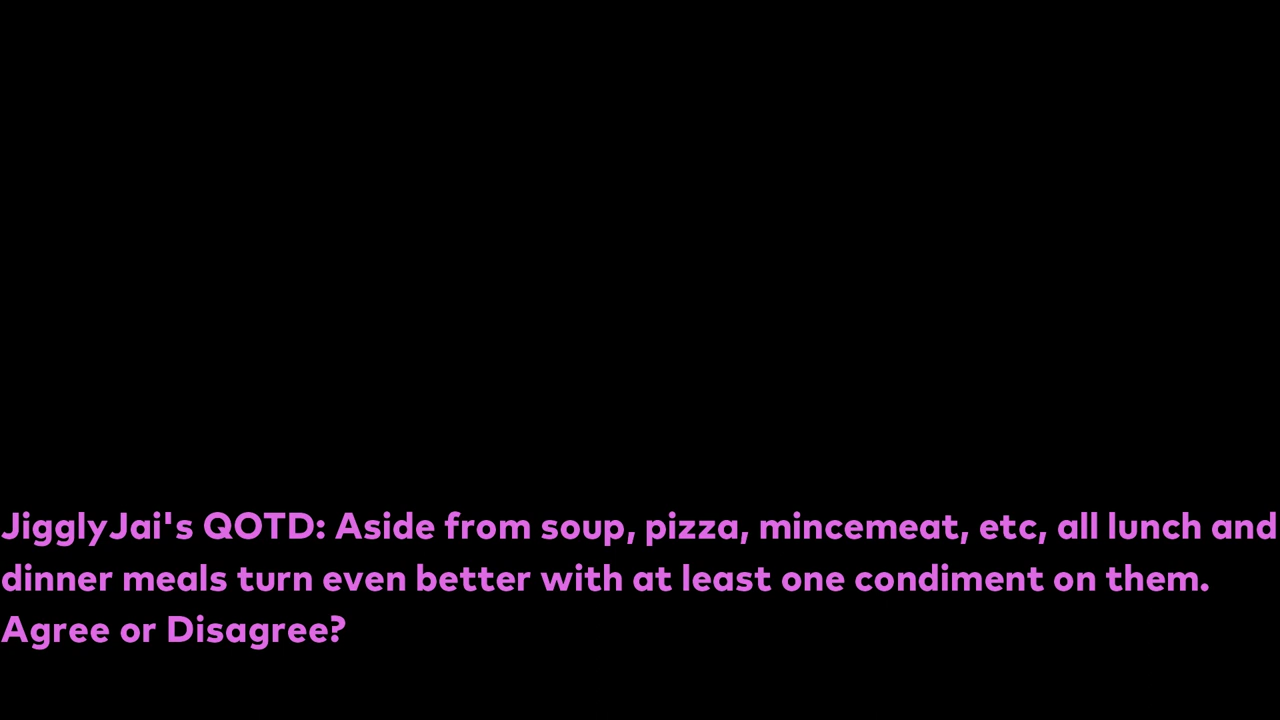 JigglyJai's QOTD: Aside from soup, pizza, mincemeat, etc, all lunch and
dinner meals turn even better with at least one condiment on them.
Agree or Disagree?